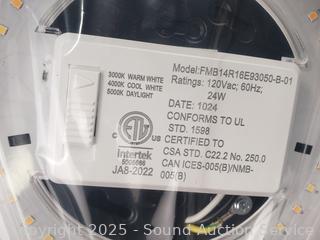 Model:FMB14R16E93050-B-01
Ratings: 120Vac; 60Hz;
24W
3000K WARM WHITE
4000K COOL WHITE
5000K DAYLIGHT
DATE: 1024
CONFORMS TO UL
STD. 1598
CERTIFIED TO
CSA STD. C22.2 No. 250.0
CAN ICES-005(B)/NMB-
005(B)
ETL
Intertek
5006666
JA8-2022
Copyright 2025 - Sound Auction Service